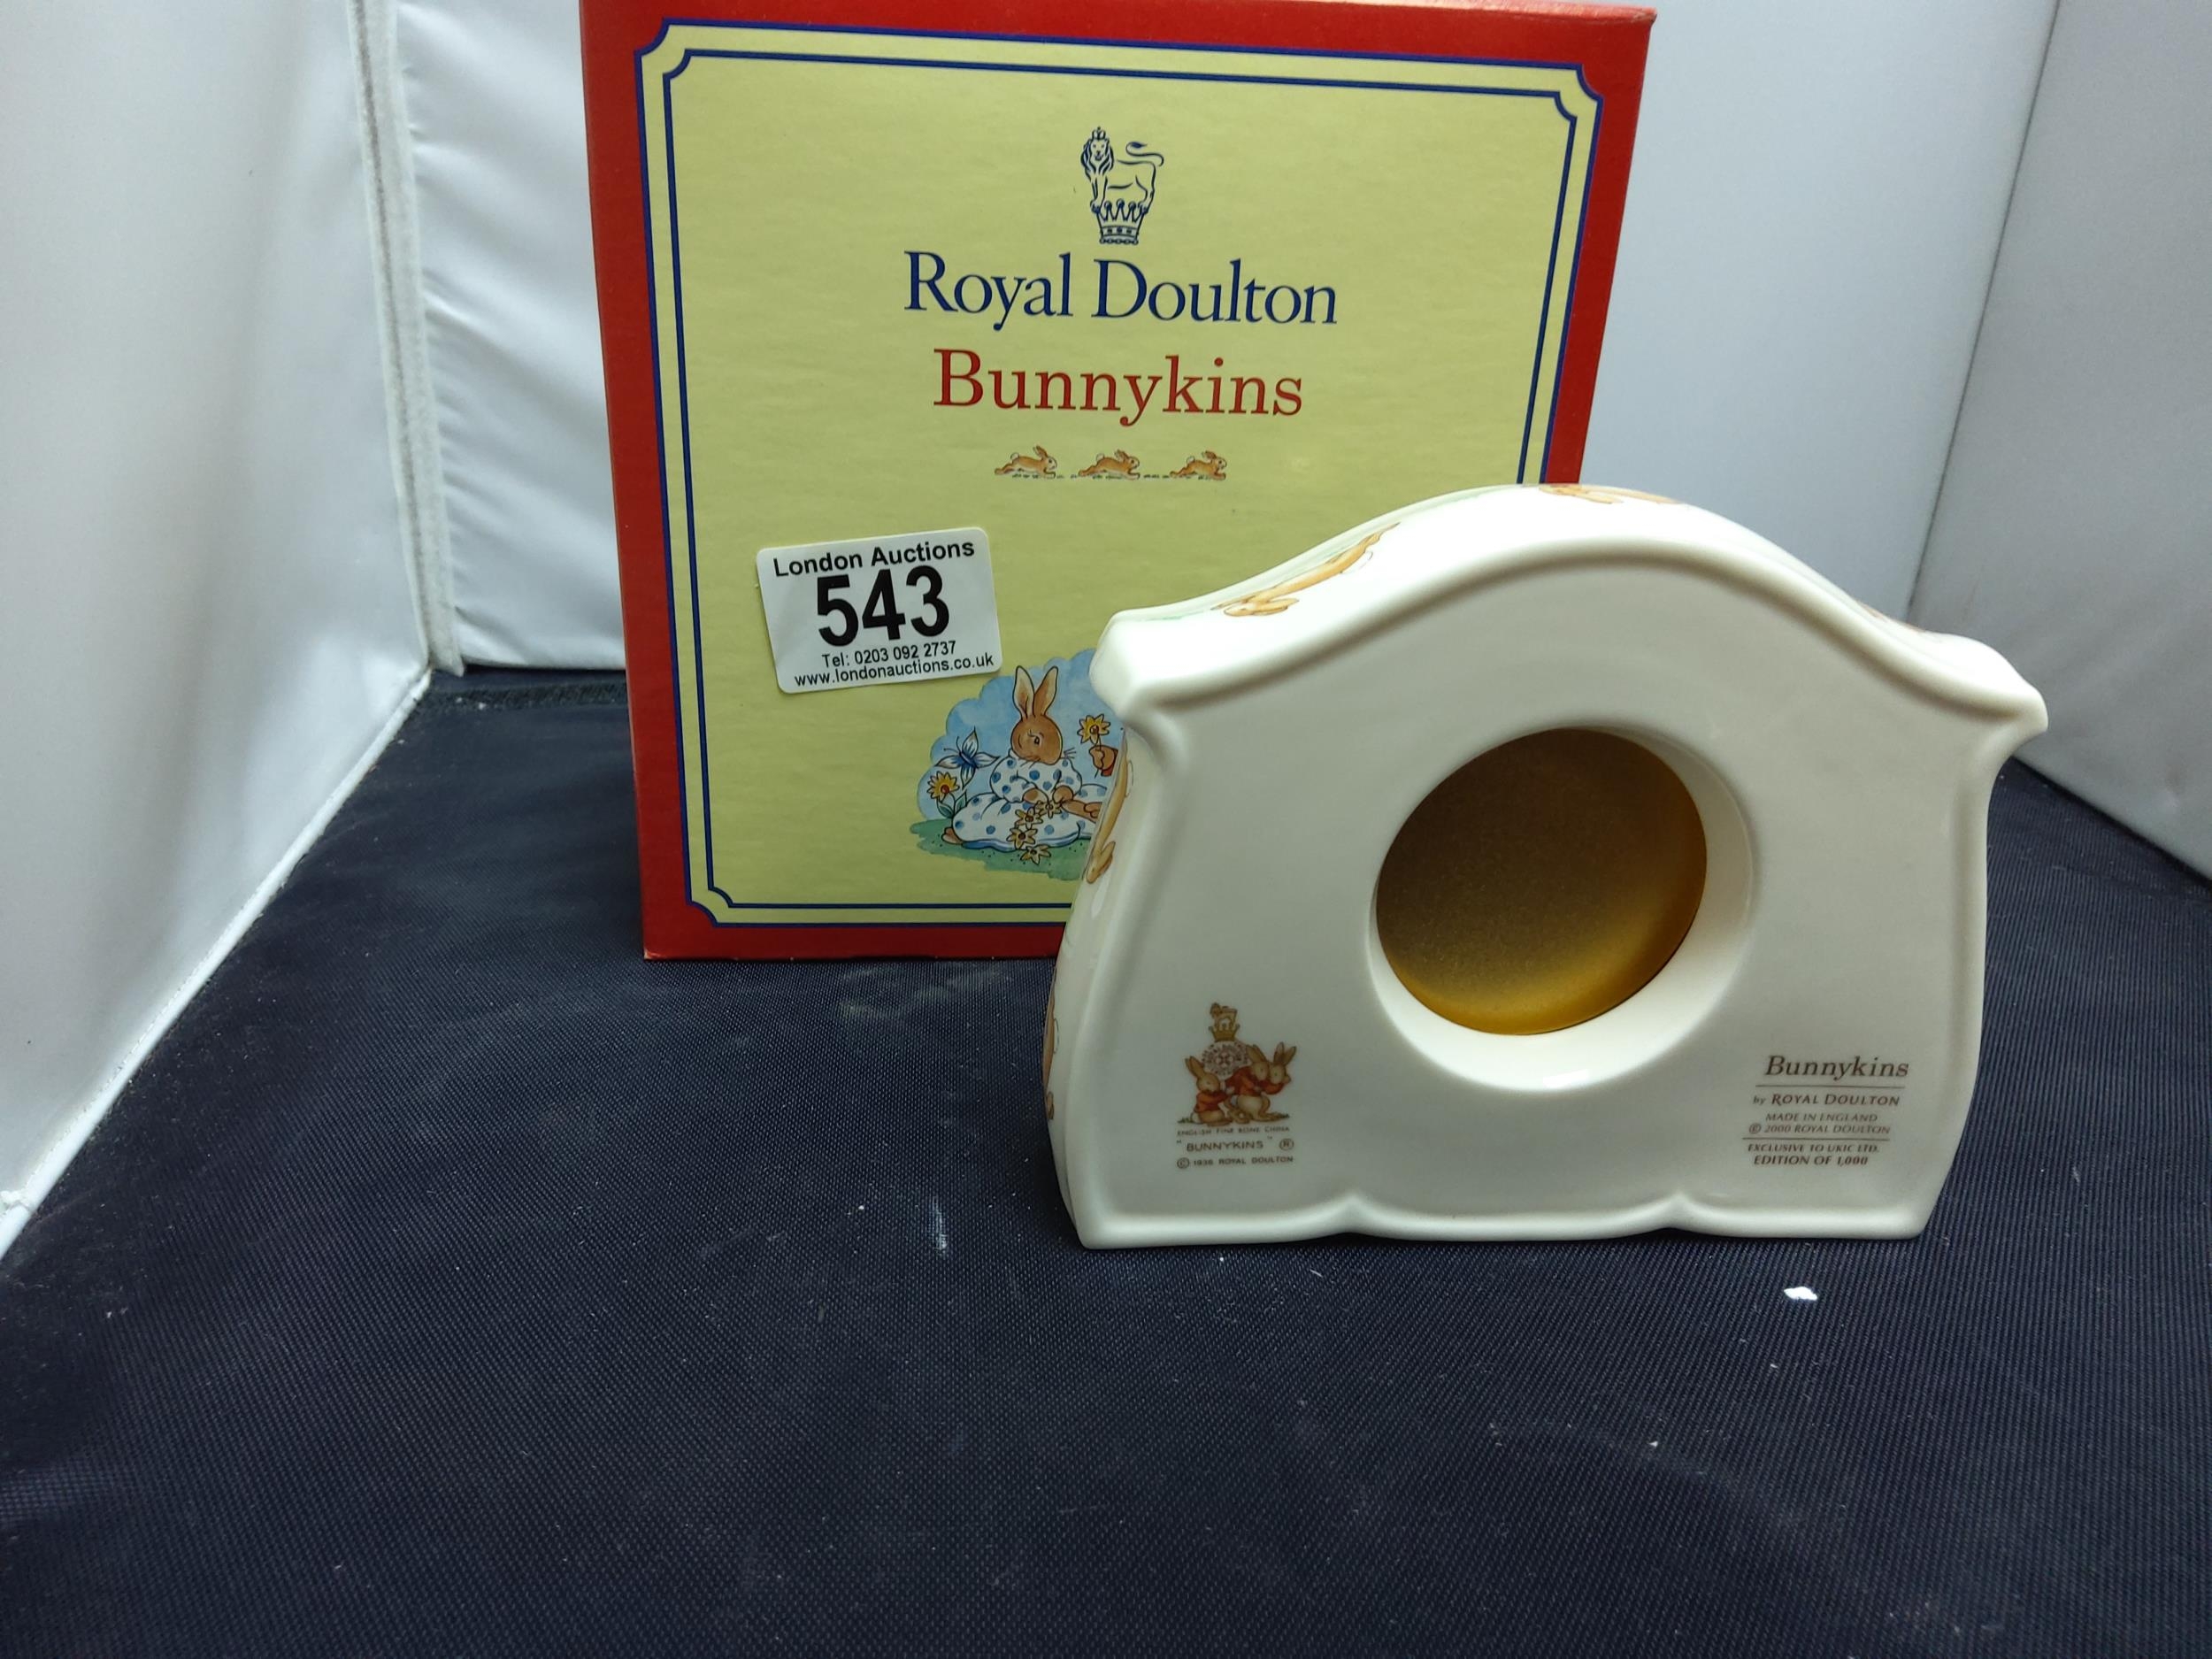 Royal Doulton
Bunnykins
London Auctions
543
Tel: 0203 092 2737
www.londonauctions.co.uk
ENGLISH FINE BONE CHINA
"BUNNYKINS" ®
© 1936 ROYAL DOULTON
Bunnykins
by ROYAL DOULTON
MADE IN ENGLAND
© 2000 ROYAL DOULTON
EXCLUSIVE TO UKIC LTD.
EDITION OF 1,000